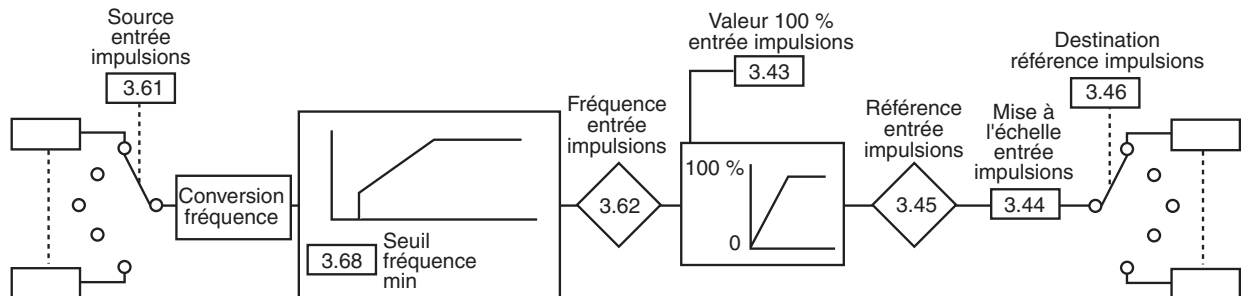 Source
entrée
impulsions
3.61
Conversion
fréquence
3.68
Seuil
fréquence
min
Fréquence
entrée
impulsions
3.62
Valeur 100 %
entrée impulsions
3.43
100 %
0
Référence
entrée
impulsions
3.45
Mise à
l'échelle
entrée
impulsions
3.44
Destination
référence impulsions
3.46